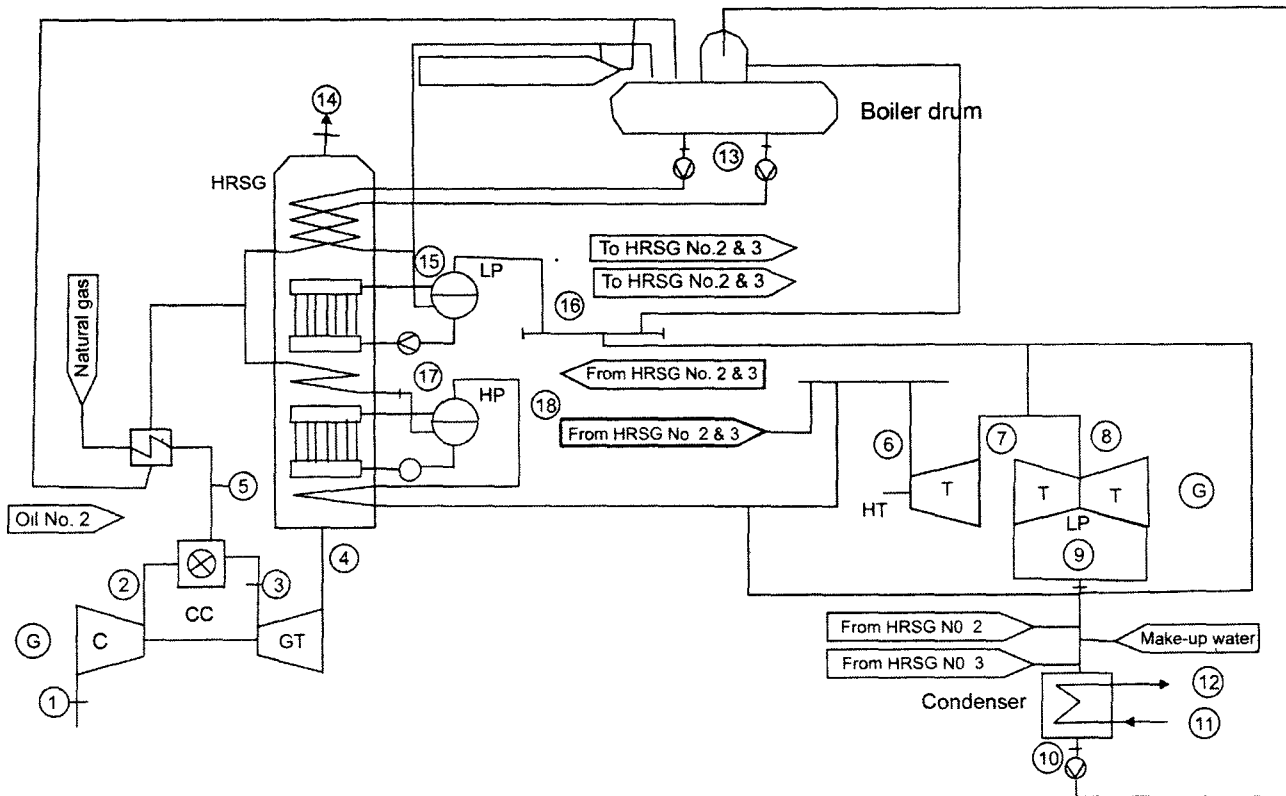 14
Boiler drum
13
HRSG
15
LP
To HRSG No.2 & 3
To HRSG No.2 & 3
16
Natural gas
17
HP
From HRSG No. 2 & 3
18
From HRSG No 2 & 3
6
7
8
5
T
T
T
G
HT
LP
Oil No. 2
4
9
2
3
CC
G
C
GT
From HRSG N0 2
Make-up water
From HRSG N0 3
1
Condenser
12
11
10